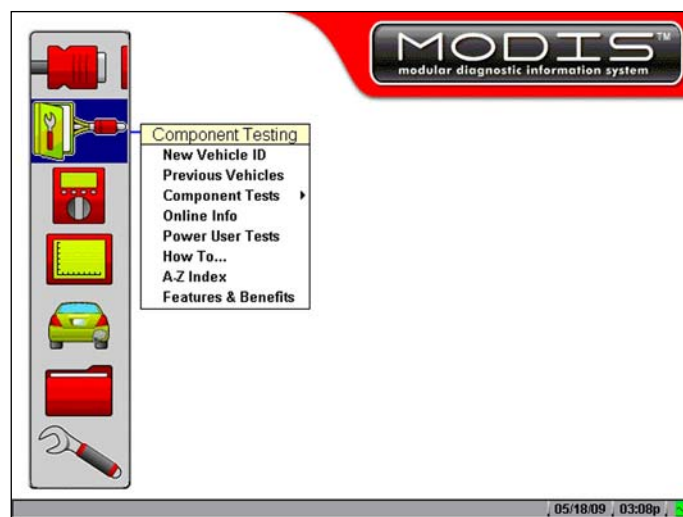 MODIS™
modular diagnostic information system
Component Testing
New Vehicle ID
Previous Vehicles
Component Tests
Online Info
Power User Tests
How To...
A-Z Index
Features & Benefits
05/18/09 03:08p